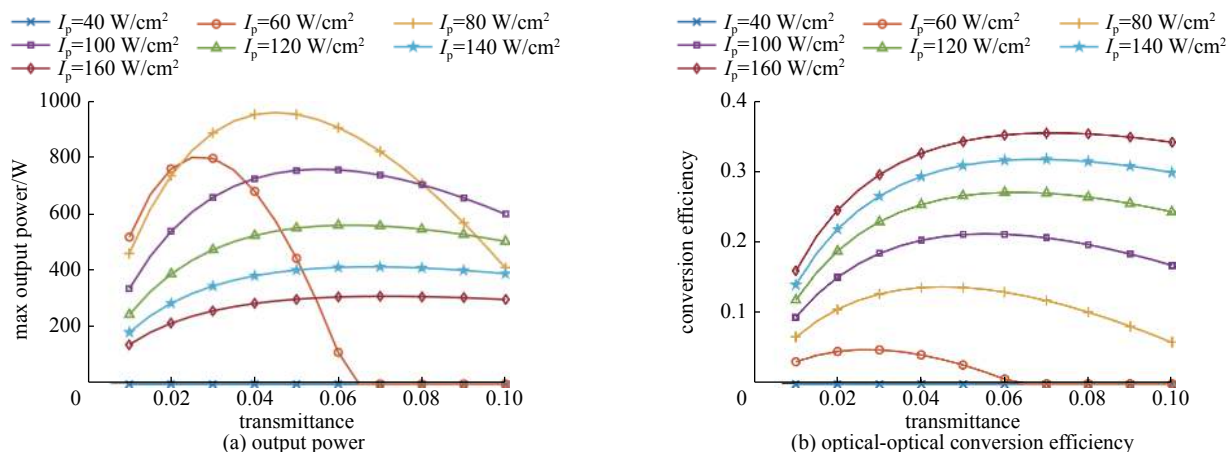 Ip=40 W/cm² Ip=60 W/cm² Ip=80 W/cm²
Ip=100 W/cm² Ip=120 W/cm² Ip=140 W/cm²
Ip=160 W/cm²
1000
800
600
400
200
0
0.02 0.04 0.06 0.08 0.10
max output power/W
transmittance
(a) output power
Ip=40 W/cm² Ip=60 W/cm² Ip=80 W/cm²
Ip=100 W/cm² Ip=120 W/cm² Ip=140 W/cm²
Ip=160 W/cm²
0.4
0.3
0.2
0.1
0
0.02 0.04 0.06 0.08 0.10
conversion efficiency
transmittance
(b) optical-optical conversion efficiency